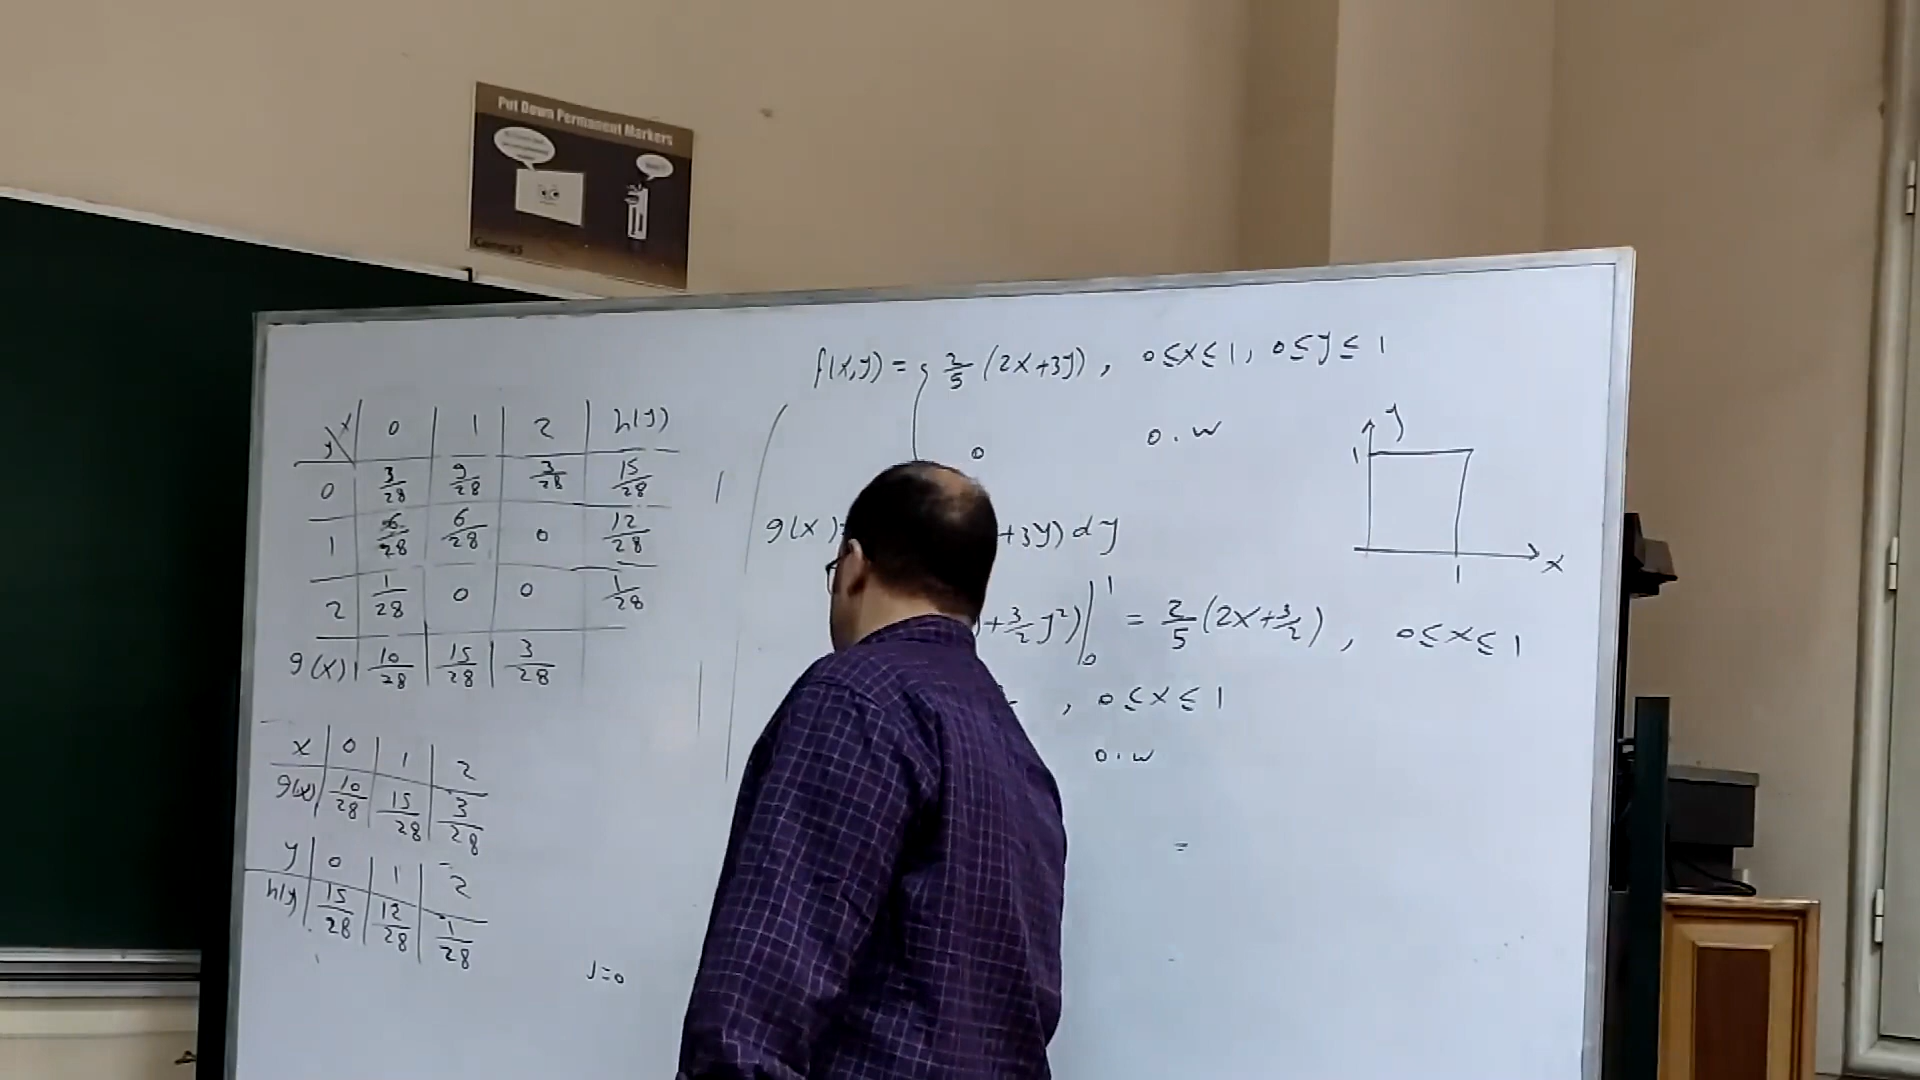 Put Down Permanent Markers
f(x,y) = { 2/5 (2x+3y) , 0≤x≤1, 0≤y≤1
0 o.w
y\x | 0 | 1 | 2 | h(y)
0 | 3/28 | 9/28 | 3/28 | 15/28
1 | 6/28 | 6/28 | 0 | 12/28
2 | 1/28 | 0 | 0 | 1/28
g(x) | 10/28 | 15/28 | 3/28
x | 0 | 1 | 2
g(x) | 10/28 | 15/28 | 3/28
y | 0 | 1 | 2
h(y) | 15/28 | 12/28 | 1/28
y=0
g(x)= +3y) dy
+3/2 y²) |₀¹ = 2/5 (2x+3/2) , 0≤x≤1
, 0≤x≤1
o.w
=
y
1
1
x